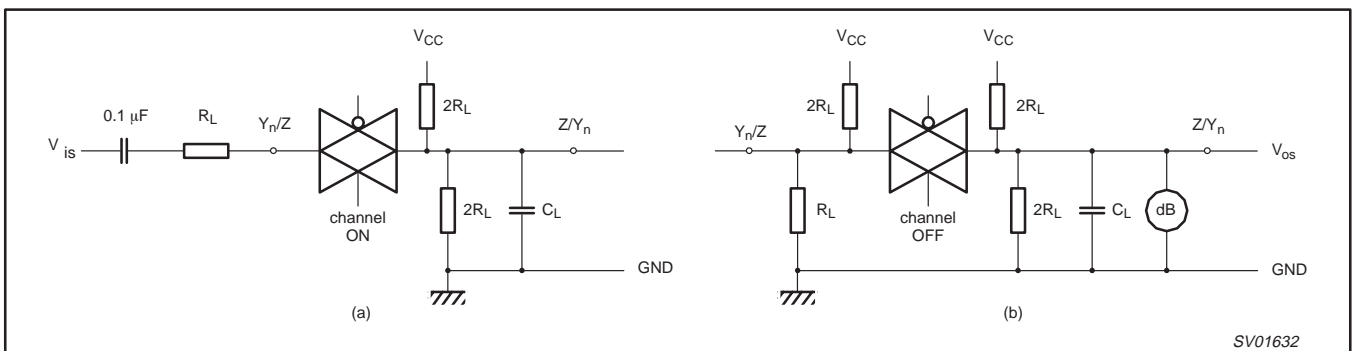 V_CC
2R_L
0.1 μF
R_L
Y_n/Z
Z/Y_n
V_is
2R_L
C_L
channel
ON
GND
(a)
V_CC
V_CC
2R_L
2R_L
Y_n/Z
Z/Y_n
V_os
R_L
channel
OFF
2R_L
C_L
dB
GND
(b)
SV01632